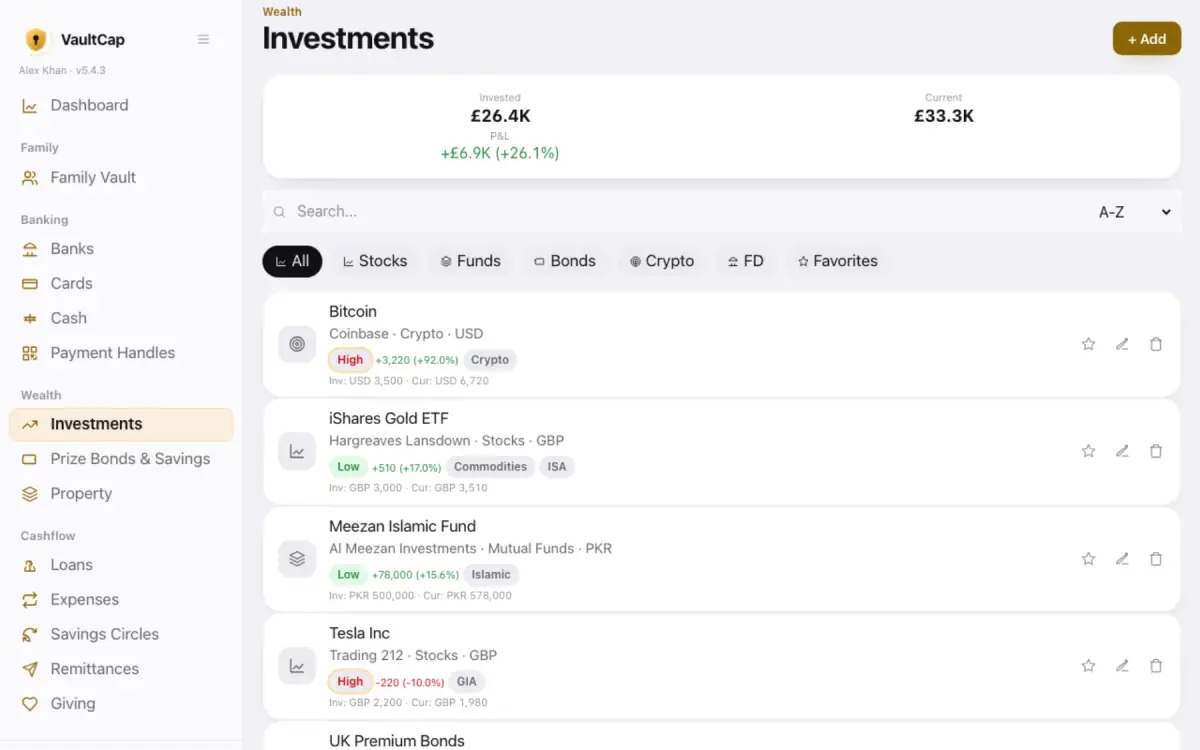 VaultCap
Alex Khan · v5.4.3
Dashboard
Family
Family Vault
Banking
Banks
Cards
Cash
Payment Handles
Wealth
Investments
Prize Bonds & Savings
Property
Cashflow
Loans
Expenses
Savings Circles
Remittances
Giving
Wealth
Investments
+ Add
Invested
£26.4K
P&L
+£6.9K (+26.1%)
Current
£33.3K
Search...
A-Z
All Stocks Funds Bonds Crypto FD Favorites
Bitcoin
Coinbase · Crypto · USD
High +3,220 (+92.0%) Crypto
Inv: USD 3,500 · Cur: USD 6,720
iShares Gold ETF
Hargreaves Lansdown · Stocks · GBP
Low +510 (+17.0%) Commodities ISA
Inv: GBP 3,000 · Cur: GBP 3,510
Meezan Islamic Fund
Al Meezan Investments · Mutual Funds · PKR
Low +78,000 (+15.6%) Islamic
Inv: PKR 500,000 · Cur: PKR 578,000
Tesla Inc
Trading 212 · Stocks · GBP
High -220 (-10.0%) GIA
Inv: GBP 2,200 · Cur: GBP 1,980
UK Premium Bonds